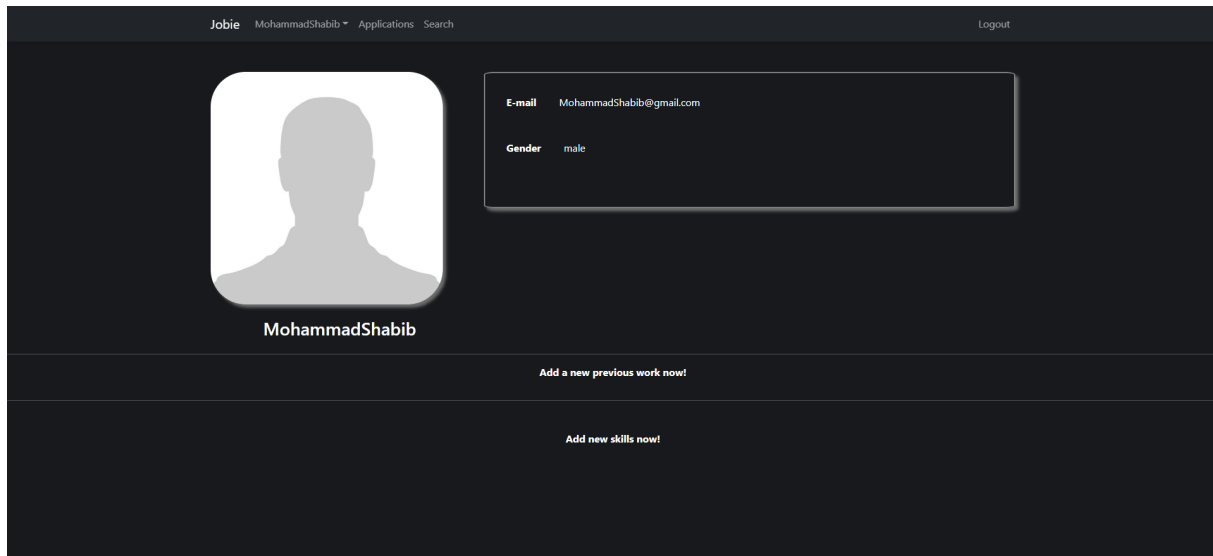 Jobie MohammadShabib Applications Search Logout
E-mail MohammadShabib@gmail.com
Gender male
MohammadShabib
Add a new previous work now!
Add new skills now!